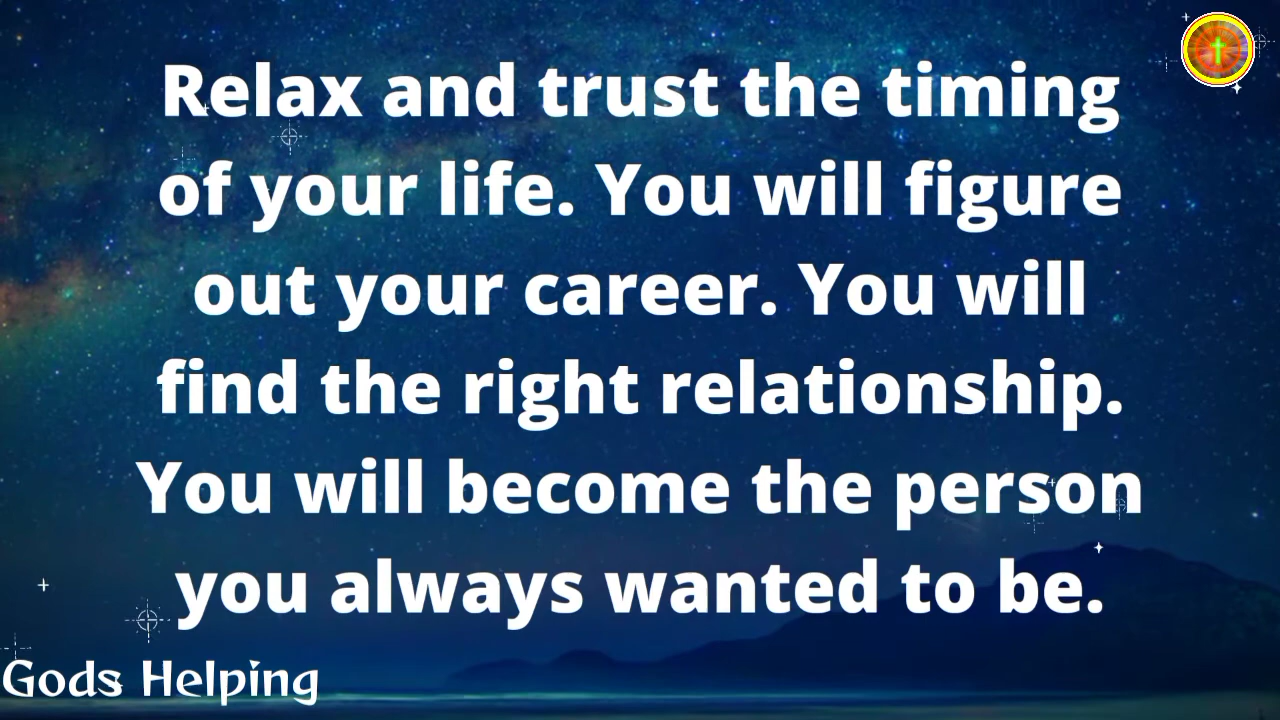 Relax and trust the timing
of your life. You will figure
out your career. You will
find the right relationship.
You will become the person
you always wanted to be.
Gods Helping